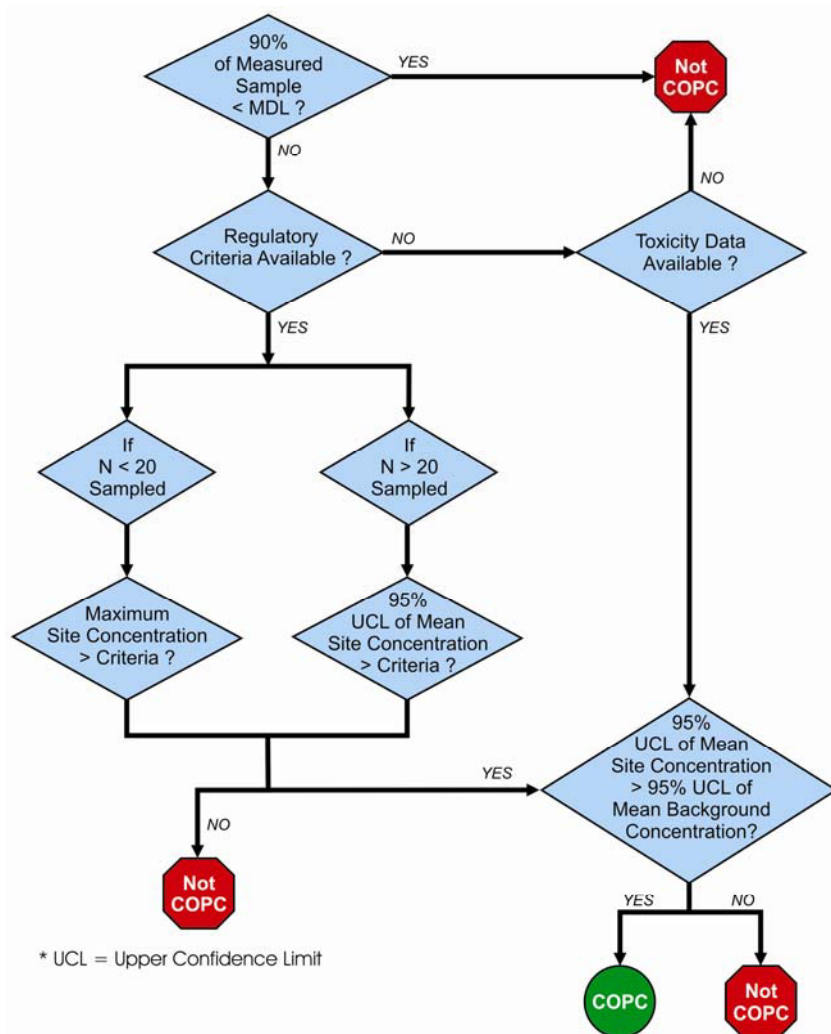 90%
of Measured
Sample
< MDL ?
YES
Not
COPC
NO
NO
Regulatory
Criteria Available ?
NO
Toxicity Data
Available ?
YES
YES
If
N < 20
Sampled
If
N > 20
Sampled
Maximum
Site Concentration
> Criteria ?
95%
UCL of Mean
Site Concentration
> Criteria ?
95%
UCL of Mean
Site Concentration
> 95% UCL of
Mean Background
Concentration?
YES
NO
Not
COPC
YES
NO
COPC
Not
COPC
* UCL = Upper Confidence Limit